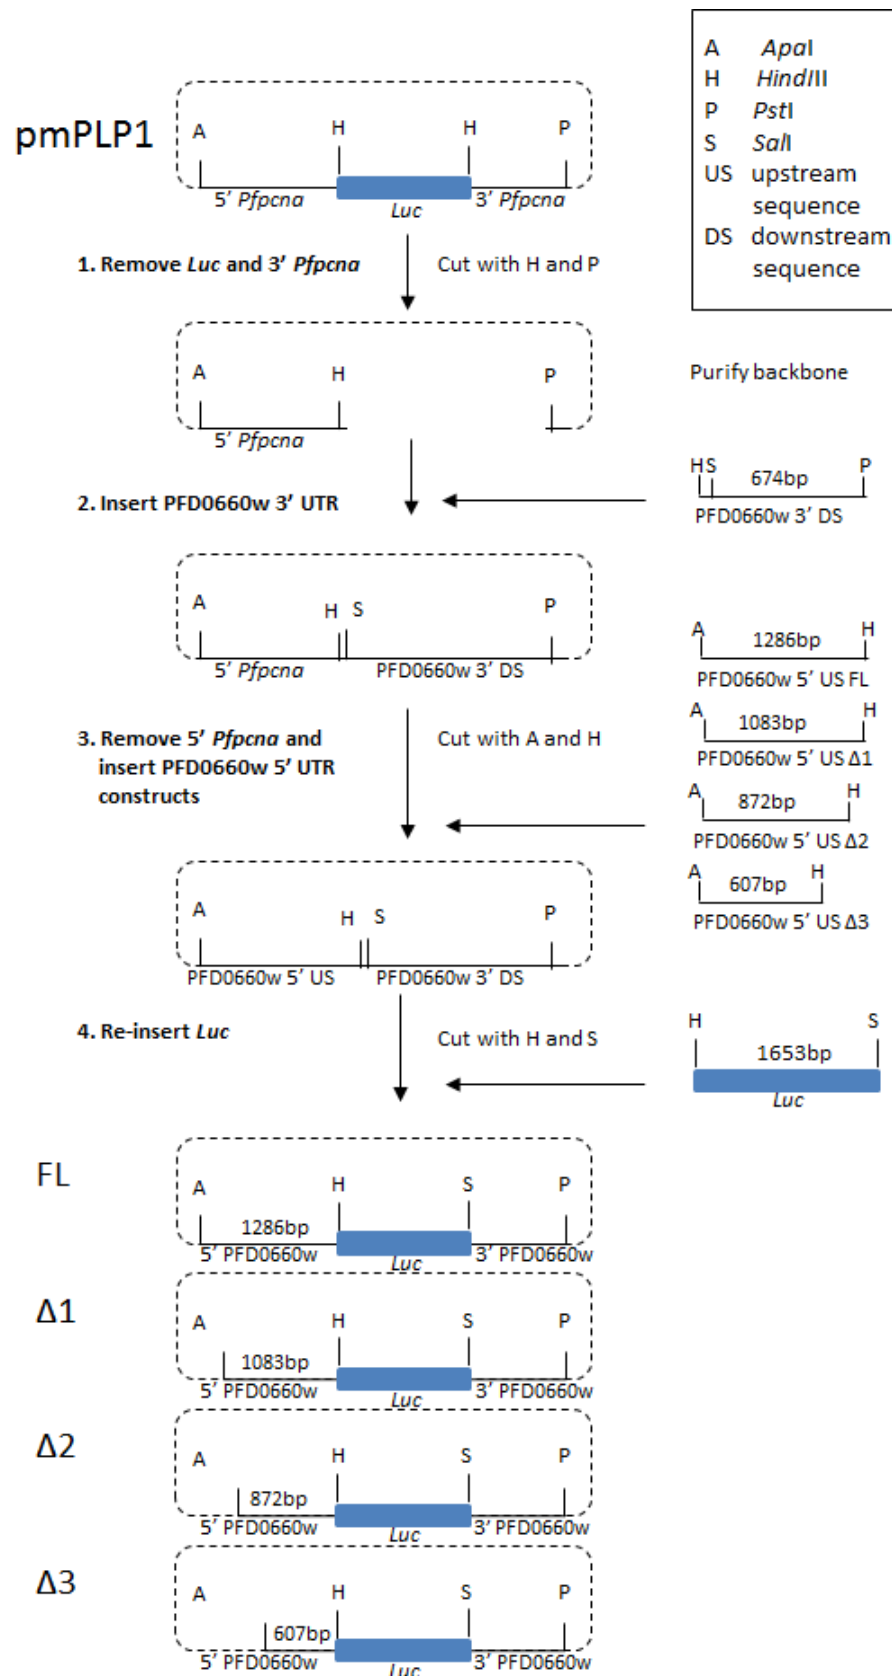 A ApaI
H HindIII
P PstI
S SalI
US upstream
sequence
DS downstream
sequence
pmPLP1
A H H P
5' Pfpcna Luc 3' Pfpcna
1. Remove Luc and 3' Pfpcna Cut with H and P
A H P
5' Pfpcna
Purify backbone
2. Insert PFD0660w 3' UTR
H S 674bp P
PFD0660w 3' DS
A H S P
5' Pfpcna PFD0660w 3' DS
A 1286bp H
PFD0660w 5' US FL
A 1083bp H
PFD0660w 5' US Δ1
A 872bp H
PFD0660w 5' US Δ2
A 607bp H
PFD0660w 5' US Δ3
3. Remove 5' Pfpcna and
insert PFD0660w 5' UTR
constructs
Cut with A and H
A H S P
PFD0660w 5' US PFD0660w 3' DS
4. Re-insert Luc Cut with H and S
H S
1653bp
Luc
FL
A H S P
1286bp
5' PFD0660w Luc 3' PFD0660w
Δ1
A H S P
1083bp
5' PFD0660w Luc 3' PFD0660w
Δ2
A H S P
872bp
5' PFD0660w Luc 3' PFD0660w
Δ3
A H S P
607bp
5' PFD0660w Luc 3' PFD0660w